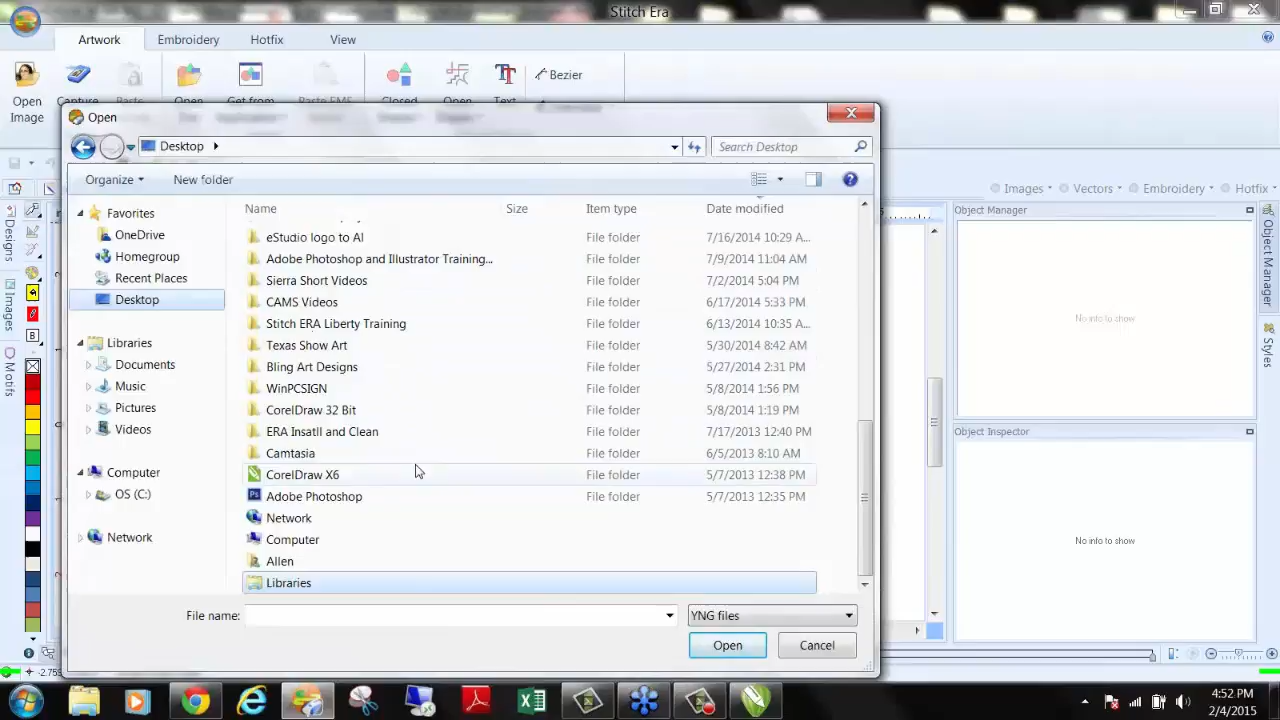 Stitch Era
Artwork
Embroidery
Hotfix
View
Open
Image
Capture
Bezier
Text
Open
Desktop
Search Desktop
Organize
New folder
Images
Vectors
Embroidery
Hotfix
Favorites
OneDrive
Homegroup
Recent Places
Desktop
Libraries
Documents
Music
Pictures
Videos
Computer
OS (C:)
Network
Name Size Item type Date modified
eStudio logo to AI File folder 7/16/2014 10:29 A...
Adobe Photoshop and Illustrator Training... File folder 7/9/2014 11:04 AM
Sierra Short Videos File folder 7/2/2014 5:04 PM
CAMS Videos File folder 6/17/2014 5:33 PM
Stitch ERA Liberty Training File folder 6/13/2014 10:35 A...
Texas Show Art File folder 5/30/2014 8:42 AM
Bling Art Designs File folder 5/27/2014 2:31 PM
WinPCSIGN File folder 5/8/2014 1:56 PM
CorelDraw 32 Bit File folder 5/8/2014 1:19 PM
ERA Insatll and Clean File folder 7/17/2013 12:40 PM
Camtasia File folder 6/5/2013 8:10 AM
CorelDraw X6 File folder 5/7/2013 12:38 PM
Adobe Photoshop File folder 5/7/2013 12:35 PM
Network
Computer
Allen
Libraries
File name:
YNG files
Open
Cancel
Object Manager
No info to show
Object Inspector
No info to show
Object Manager
Styles
Designs
Images
Motifs
4:52 PM
2/4/2015